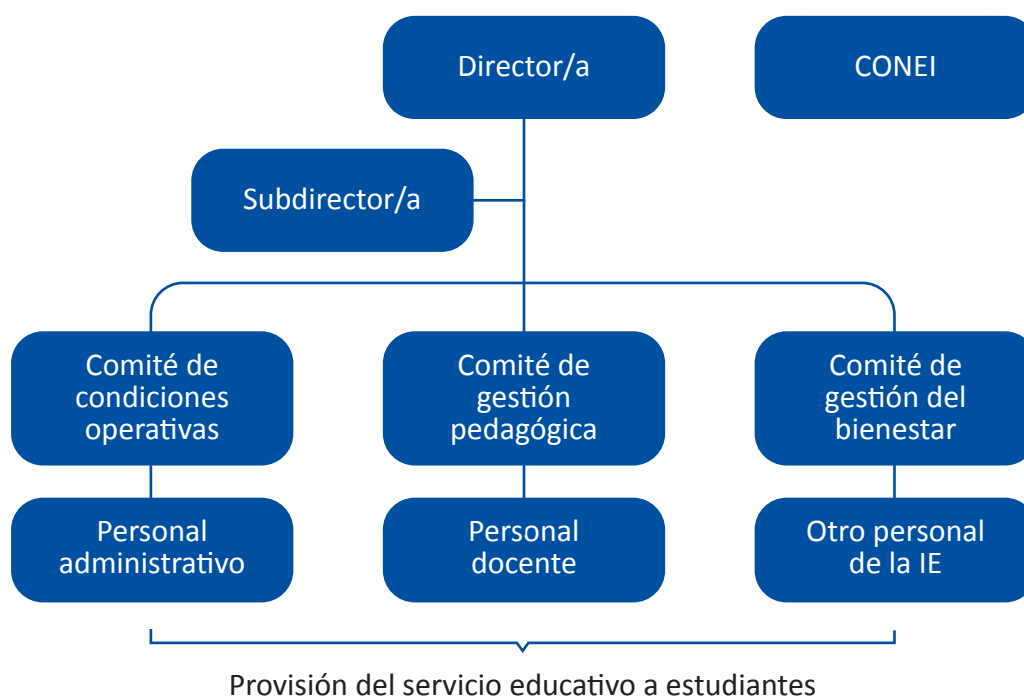 Director/a
CONEI
Subdirector/a
Comité de
condiciones
operativas
Comité de
gestión
pedagógica
Comité de
gestión del
bienestar
Personal
administrativo
Personal
docente
Otro personal
de la IE
Provisión del servicio educativo a estudiantes